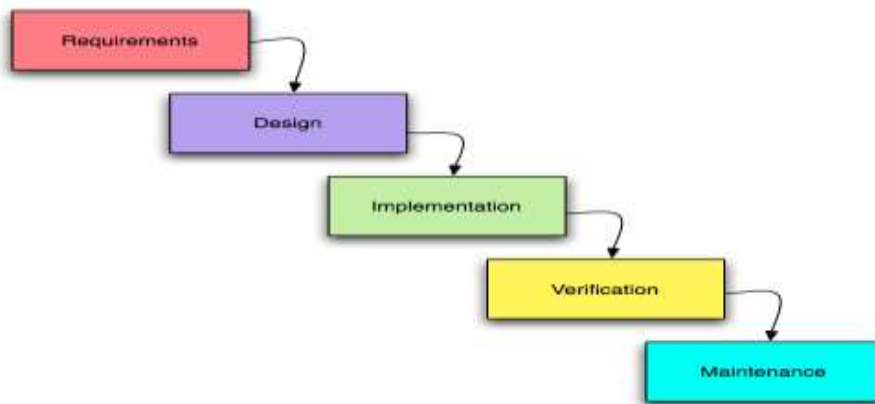 Requirements
Design
Implementation
Verification
Maintenance